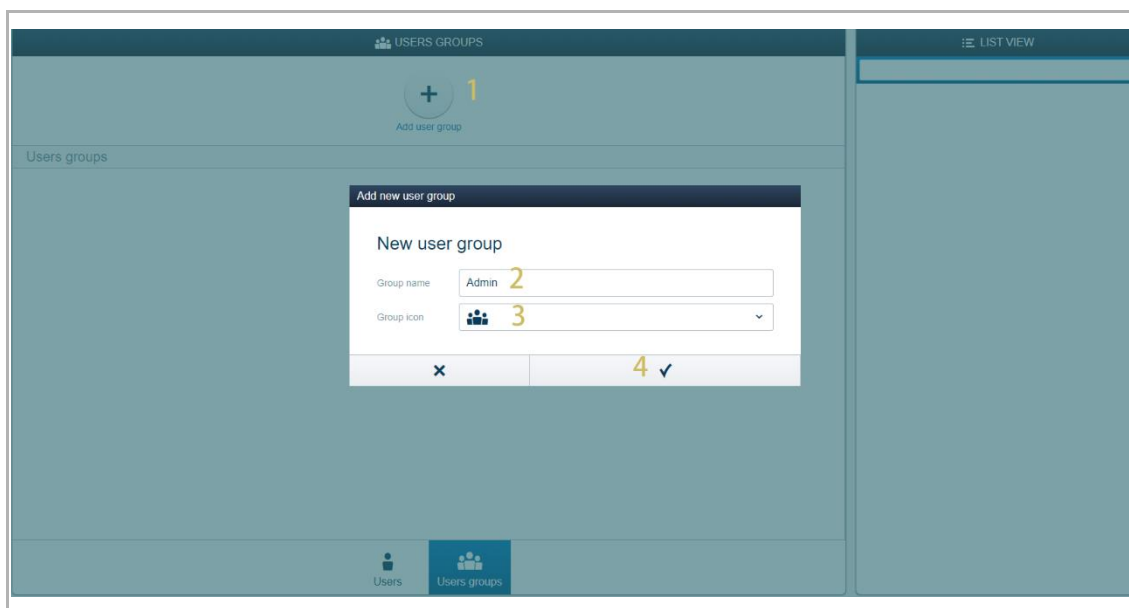 USERS GROUPS
LIST VIEW
1
Add user group
Users groups
Add new user group
New user group
Group name Admin 2
Group icon 3
4
Users
Users groups